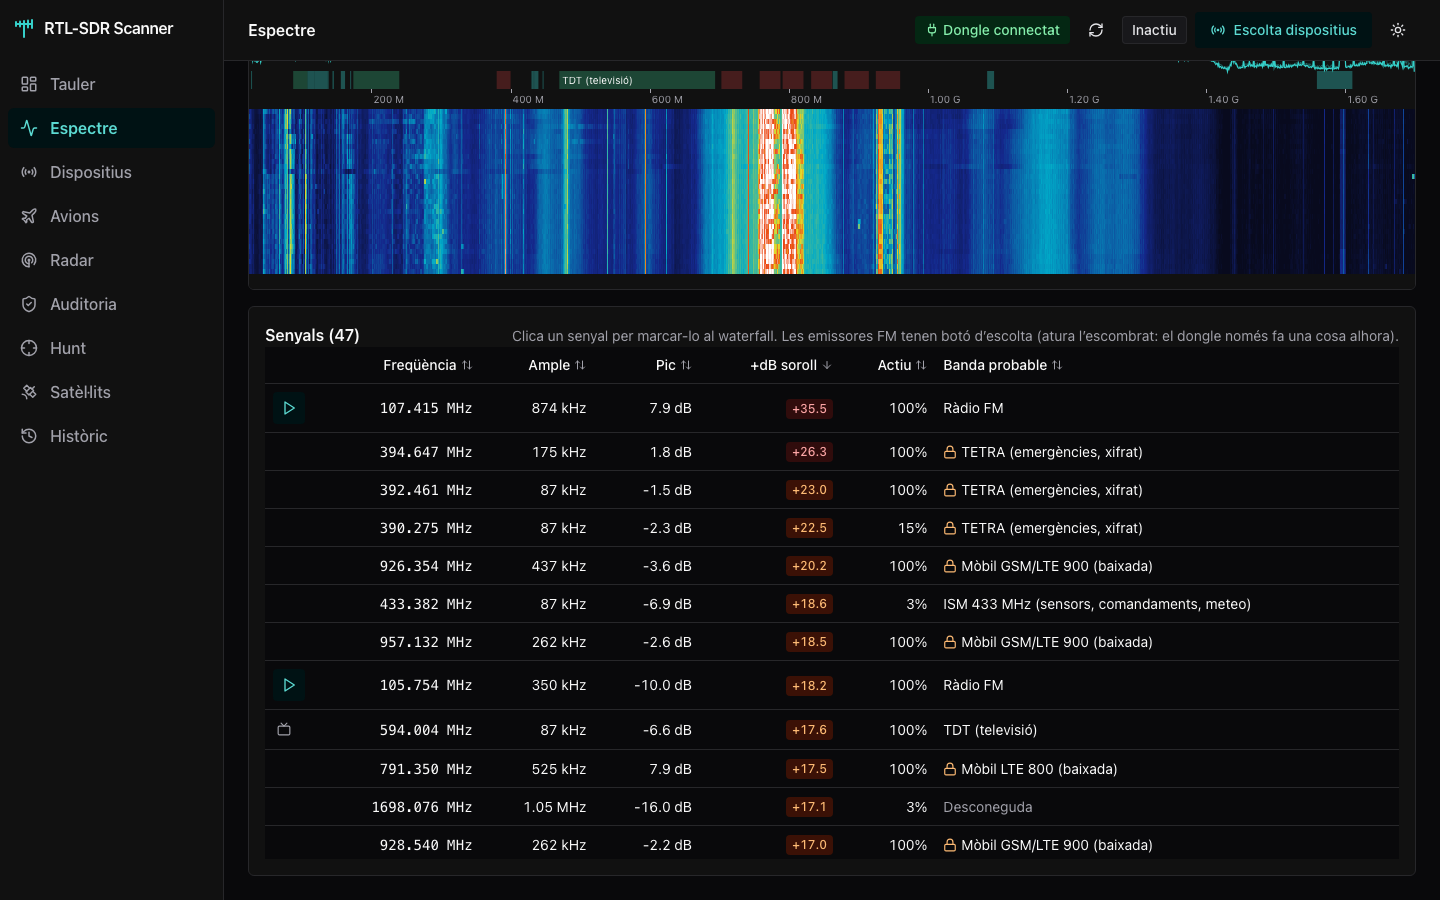 RTL-SDR Scanner
Tauler
Espectre
Dispositius
Avions
Radar
Auditoria
Hunt
Satèl·lits
Històric
Espectre
Dongle connectat
Inactiu
Escolta dispositius
TDT (televisió)
200 M 400 M 600 M 800 M 1.00 G 1.20 G 1.40 G 1.60 G
Senyals (47)
Clica un senyal per marcar-lo al waterfall. Les emissores FM tenen botó d'escolta (atura l'escombrat: el dongle només fa una cosa alhora).
Freqüència Ample Pic +dB soroll Actiu Banda probable
107.415 MHz 874 kHz 7.9 dB +35.5 100% Ràdio FM
394.647 MHz 175 kHz 1.8 dB +26.3 100% TETRA (emergències, xifrat)
392.461 MHz 87 kHz -1.5 dB +23.0 100% TETRA (emergències, xifrat)
390.275 MHz 87 kHz -2.3 dB +22.5 15% TETRA (emergències, xifrat)
926.354 MHz 437 kHz -3.6 dB +20.2 100% Mòbil GSM/LTE 900 (baixada)
433.382 MHz 87 kHz -6.9 dB +18.6 3% ISM 433 MHz (sensors, comandaments, meteo)
957.132 MHz 262 kHz -2.6 dB +18.5 100% Mòbil GSM/LTE 900 (baixada)
105.754 MHz 350 kHz -10.0 dB +18.2 100% Ràdio FM
594.004 MHz 87 kHz -6.6 dB +17.6 100% TDT (televisió)
791.350 MHz 525 kHz 7.9 dB +17.5 100% Mòbil LTE 800 (baixada)
1698.076 MHz 1.05 MHz -16.0 dB +17.1 3% Desconeguda
928.540 MHz 262 kHz -2.2 dB +17.0 100% Mòbil GSM/LTE 900 (baixada)